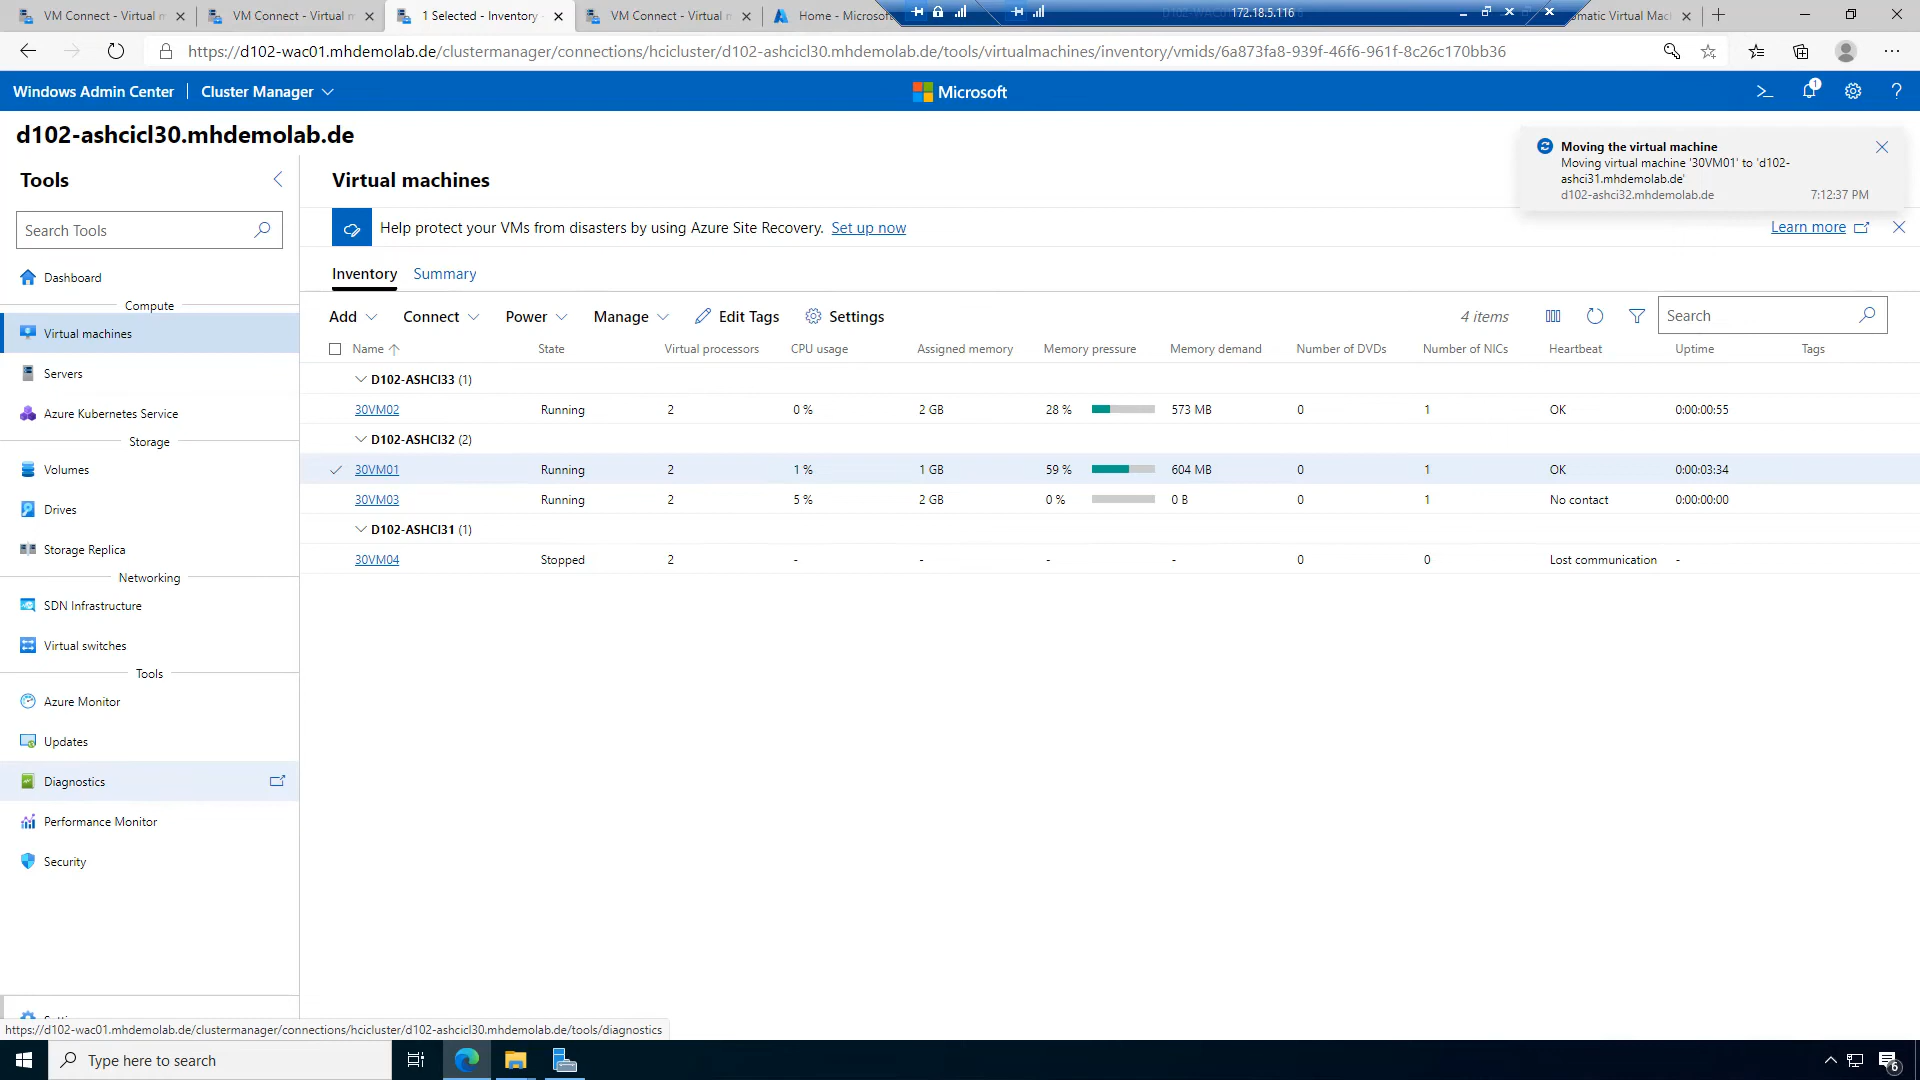 VM Connect - Virtual m
VM Connect - Virtual m
1 Selected - Inventory
VM Connect - Virtual m
Home - Microsoft
172.18.5.116
omatic Virtual Mac
https://d102-wac01.mhdemolab.de/clustermanager/connections/hcicluster/d102-ashcicl30.mhdemolab.de/tools/virtualmachines/inventory/vmids/6a873fa8-939f-46f6-961f-8c26c170bb36
Windows Admin Center
Cluster Manager
Microsoft
1
d102-ashcicl30.mhdemolab.de
Moving the virtual machine
Moving virtual machine '30VM01' to 'd102-
ashci31.mhdemolab.de'
d102-ashci32.mhdemolab.de
7:12:37 PM
Tools
Virtual machines
Search Tools
Help protect your VMs from disasters by using Azure Site Recovery. Set up now
Learn more
Inventory
Summary
Dashboard
Compute
Virtual machines
Servers
Azure Kubernetes Service
Storage
Volumes
Drives
Storage Replica
Networking
SDN Infrastructure
Virtual switches
Tools
Azure Monitor
Updates
Diagnostics
Performance Monitor
Security
Add
Connect
Power
Manage
Edit Tags
Settings
4 items
Search
Name State Virtual processors CPU usage Assigned memory Memory pressure Memory demand Number of DVDs Number of NICs Heartbeat Uptime Tags
D102-ASHCI33 (1)
30VM02 Running 2 0 % 2 GB 28 % 573 MB 0 1 OK 0:00:00:55
D102-ASHCI32 (2)
30VM01 Running 2 1 % 1 GB 59 % 604 MB 0 1 OK 0:00:03:34
30VM03 Running 2 5 % 2 GB 0 % 0 B 0 1 No contact 0:00:00:00
D102-ASHCI31 (1)
30VM04 Stopped 2 - - - - 0 0 Lost communication -
https://d102-wac01.mhdemolab.de/clustermanager/connections/hcicluster/d102-ashcicl30.mhdemolab.de/tools/diagnostics
Type here to search
6